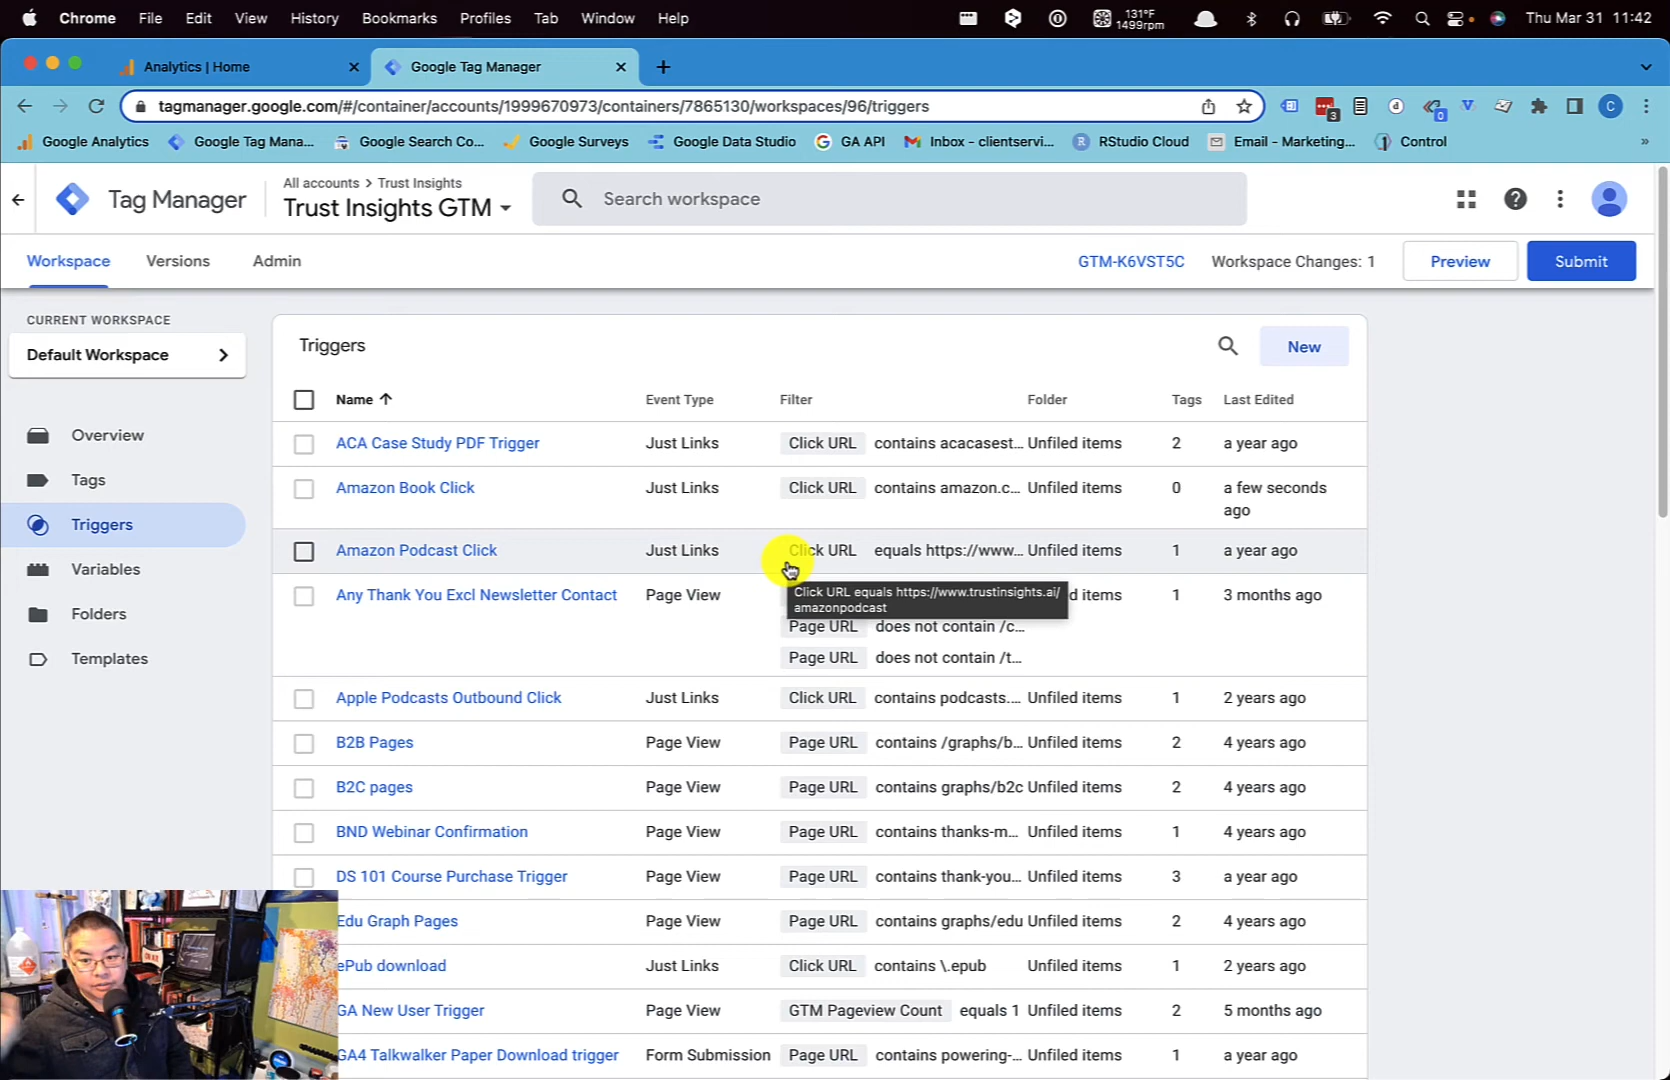 Chrome File Edit View History Bookmarks Profiles Tab Window Help 131°F 1499rpm Thu Mar 31 11:42
Analytics | Home Google Tag Manager
tagmanager.google.com/#/container/accounts/1999670973/containers/7865130/workspaces/96/triggers 3 d 0 C
Google Analytics Google Tag Mana... Google Search Co... Google Surveys Google Data Studio GA API Inbox - clientservi... RStudio Cloud Email - Marketing... Control »
Tag Manager
All accounts > Trust Insights
Trust Insights GTM
Search workspace
Workspace Versions Admin GTM-K6VST5C Workspace Changes: 1 Preview Submit
CURRENT WORKSPACE
Default Workspace
Overview
Tags
Triggers
Variables
Folders
Templates
Triggers New
Name Event Type Filter Folder Tags Last Edited
ACA Case Study PDF Trigger Just Links Click URL contains acacasest... Unfiled items 2 a year ago
Amazon Book Click Just Links Click URL contains amazon.c... Unfiled items 0 a few seconds ago
Amazon Podcast Click Just Links Click URL equals https://www... Unfiled items 1 a year ago
Click URL equals https://www.trustinsights.ai/
amazonpodcast
Any Thank You Excl Newsletter Contact Page View d items 1 3 months ago
Page URL does not contain /c...
Page URL does not contain /t...
Apple Podcasts Outbound Click Just Links Click URL contains podcasts.... Unfiled items 1 2 years ago
B2B Pages Page View Page URL contains /graphs/b... Unfiled items 2 4 years ago
B2C pages Page View Page URL contains graphs/b2c Unfiled items 2 4 years ago
BND Webinar Confirmation Page View Page URL contains thanks-m... Unfiled items 1 4 years ago
DS 101 Course Purchase Trigger Page View Page URL contains thank-you... Unfiled items 3 a year ago
Edu Graph Pages Page View Page URL contains graphs/edu Unfiled items 2 4 years ago
ePub download Just Links Click URL contains \.epub Unfiled items 1 2 years ago
GA New User Trigger Page View GTM Pageview Count equals 1 Unfiled items 2 5 months ago
GA4 Talkwalker Paper Download trigger Form Submission Page URL contains powering-... Unfiled items 1 a year ago